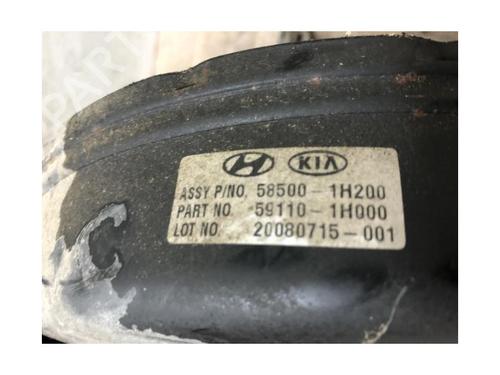 KIA
ASSY P/NO. 58500-1H200
PART NO. 59110-1H000
LOT NO. 20080715-001